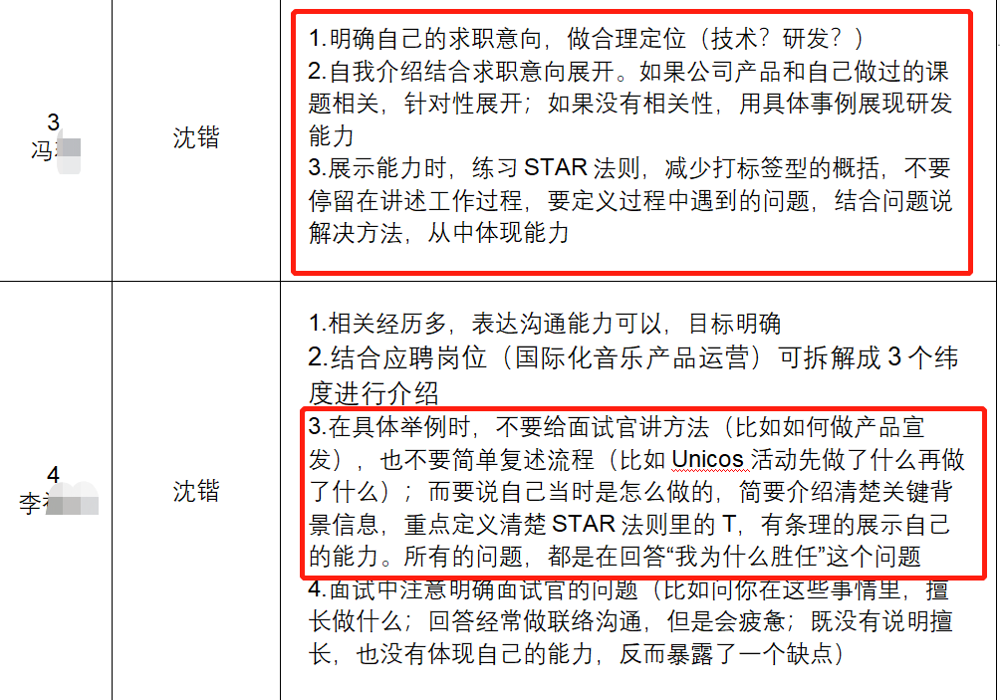 3
冯
沈锴
1.明确自己的求职意向，做合理定位（技术？研发？）
2.自我介绍结合求职意向展开。如果公司产品和自己做过的课
题相关，针对性展开；如果没有相关性，用具体事例展现研发
能力
3.展示能力时，练习 STAR 法则，减少打标签型的概括，不要
停留在讲述工作过程，要定义过程中遇到的问题，结合问题说
解决方法，从中体现能力
4
李
沈锴
1.相关经历多，表达沟通能力可以，目标明确
2.结合应聘岗位（国际化音乐产品运营）可拆解成 3 个纬
度进行介绍
3.在具体举例时，不要给面试官讲方法（比如如何做产品宣
发），也不要简单复述流程（比如 Unicos 活动先做了什么再做
了什么）；而要说自己当时是怎么做的，简要介绍清楚关键背
景信息，重点定义清楚 STAR 法则里的 T，有条理的展示自己
的能力。所有的问题，都是在回答“我为什么胜任”这个问题
4.面试中注意明确面试官的问题（比如问你在这些事情里，擅
长做什么；回答经常做联络沟通，但是会疲惫；既没有说明擅
长，也没有体现自己的能力，反而暴露了一个缺点）